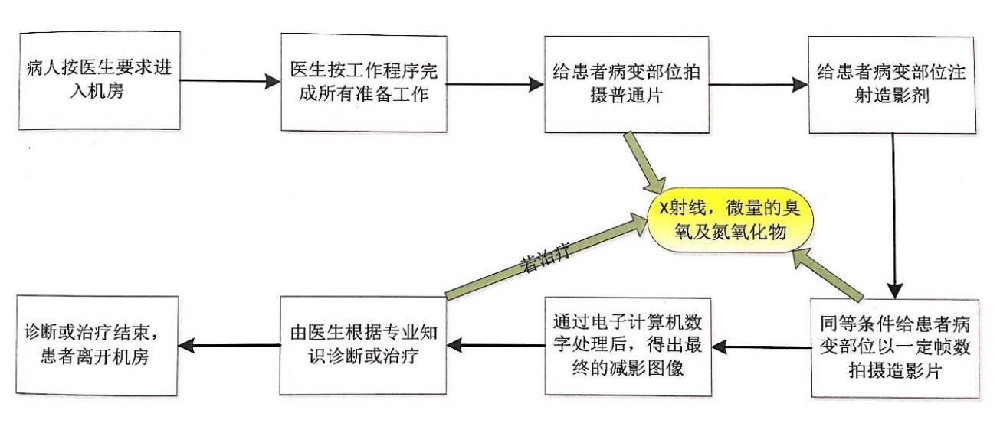 病人按医生要求进
入机房
医生按工作程序完
成所有准备工作
给患者病变部位拍
摄普通片
给患者病变部位注
射造影剂
X射线，微量的臭
氧及氮氧化物
若治疗
诊断或治疗结束，
患者离开机房
由医生根据专业知
识诊断或治疗
通过电子计算机数
字处理后，得出最
终的减影图像
同等条件给患者病
变部位以一定帧数
拍摄造影片